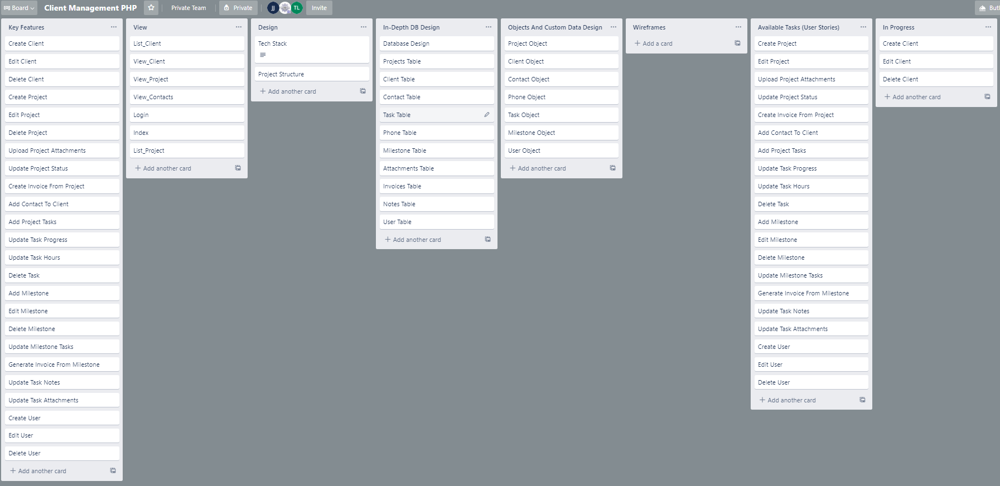 Board
Client Management PHP
Private Team
Private
JJ
TL
Invite
Key Features
Create Client
Edit Client
Delete Client
Create Project
Edit Project
Delete Project
Upload Project Attachments
Update Project Status
Create Invoice From Project
Add Contact To Client
Add Project Tasks
Update Task Progress
Update Task Hours
Delete Task
Add Milestone
Edit Milestone
Delete Milestone
Update Milestone Tasks
Generate Invoice From Milestone
Update Task Notes
Update Task Attachments
Create User
Edit User
Delete User
+ Add another card
View
List_Client
View_Client
View_Project
View_Contacts
Login
Index
List_Project
+ Add another card
Design
Tech Stack
Project Structure
+ Add another card
In-Depth DB Design
Database Design
Projects Table
Client Table
Contact Table
Task Table
Phone Table
Milestone Table
Attachments Table
Invoices Table
Notes Table
User Table
+ Add another card
Objects And Custom Data Design
Project Object
Client Object
Contact Object
Phone Object
Task Object
Milestone Object
User Object
+ Add another card
Wireframes
+ Add a card
Available Tasks (User Stories)
Create Project
Edit Project
Upload Project Attachments
Update Project Status
Create Invoice From Project
Add Contact To Client
Add Project Tasks
Update Task Progress
Update Task Hours
Delete Task
Add Milestone
Edit Milestone
Delete Milestone
Update Milestone Tasks
Generate Invoice From Milestone
Update Task Notes
Update Task Attachments
Create User
Edit User
Delete User
+ Add another card
In Progress
Create Client
Edit Client
Delete Client
+ Add another card